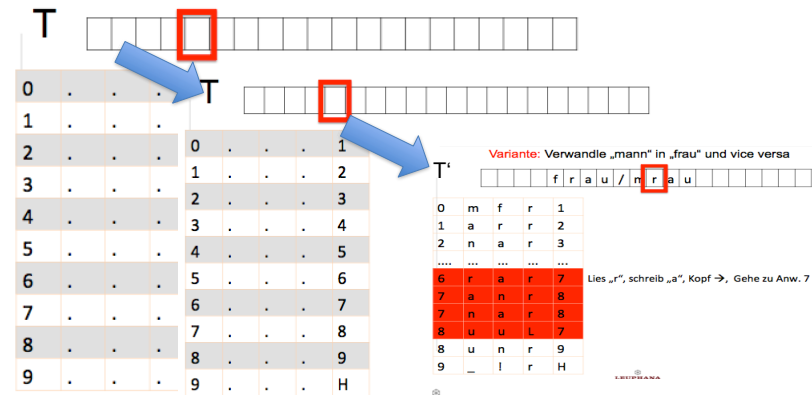 T
0 . . .
1 . . .
2 . . .
3 . . .
4 . . .
5 . . .
6 . . .
7 . . .
8 . . .
9 . . .
T
0 . . . 1
1 . . . 2
2 . . . 3
3 . . . 4
4 . . . 5
5 . . . 6
6 . . . 7
7 . . . 8
8 . . . 9
9 . . . H
Variante: Verwandle „mann“ in „frau“ und vice versa
T‘
f r a u / m r a u
0 m f r 1
1 a r r 2
2 n a r 3
.... ... ... ... ...
6 r a r 7
7 a n r 8
7 n a r 8
8 u u L 7
8 u n r 9
9 _ ! r H
Lies „r“, schreib „a“, Kopf →, Gehe zu Anw. 7
LEUPHANA